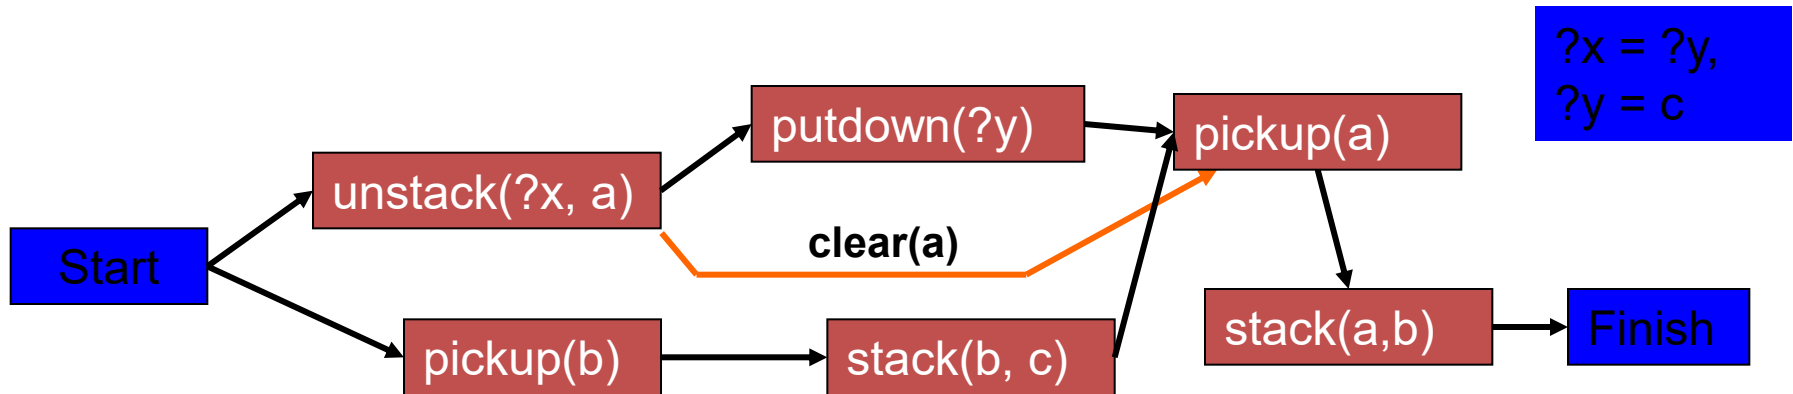 ?x = ?y,
?y = c
putdown(?y)
pickup(a)
unstack(?x, a)
clear(a)
Start
stack(a,b)
Finish
pickup(b)
stack(b, c)